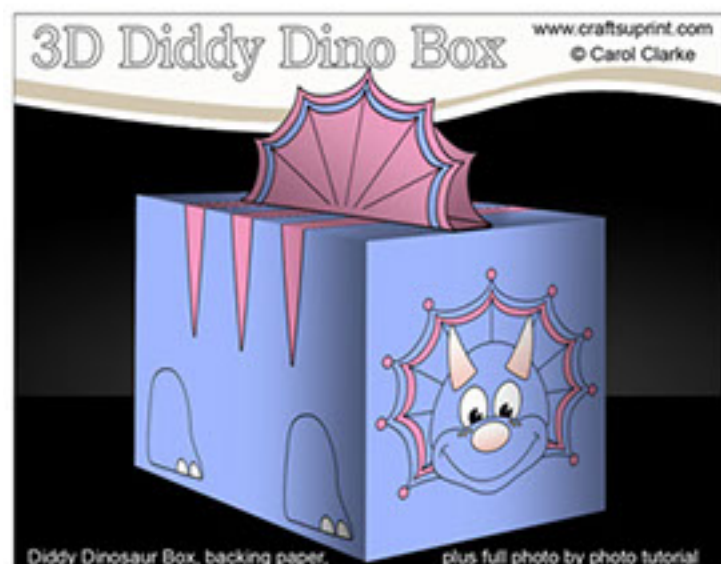 3D Diddy Dino Box
www.craftsuprint.com
© Carol Clarke
Diddy Dinosaur Box, backing paper,
plus full photo by photo tutorial